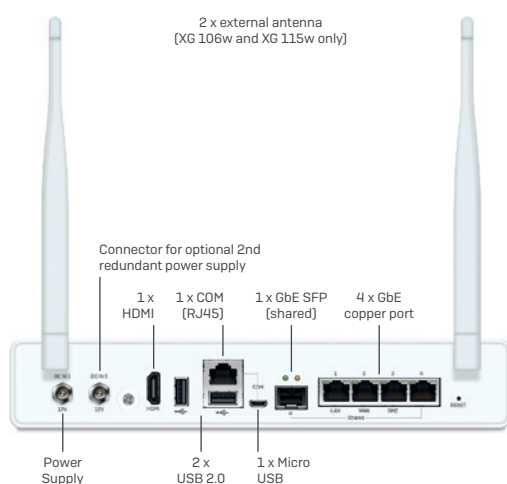 2 x external antenna
(XG 106w and XG 115w only)
Connector for optional 2nd
redundant power supply
1 x
HDMI
1 x COM
(RJ45)
1 x GbE SFP
(shared)
4 x GbE
copper port
DC IN 1
DC IN 2
12V
12V
HDMI
COM
1
2
3
4
LAN
WAN
DMZ
Shared
RESET
Power
Supply
2 x
USB 2.0
1 x Micro
USB